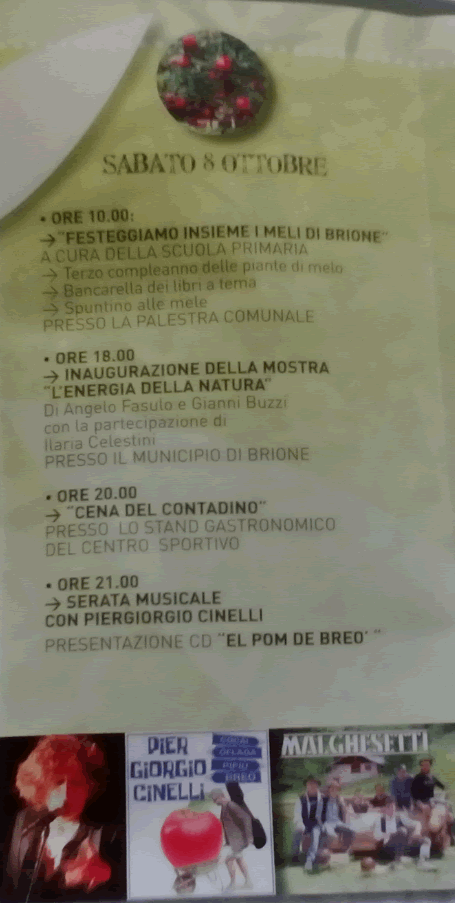 SABATO 8 OTTOBRE
• ORE 10.00:
→"FESTEGGIAMO INSIEME I MELI DI BRIONE"
A CURA DELLA SCUOLA PRIMARIA
→ Terzo compleanno delle piante di melo
→ Bancarella dei libri a tema
→ Spuntino alle mele
PRESSO LA PALESTRA COMUNALE
• ORE 18.00
→ INAUGURAZIONE DELLA MOSTRA
"L'ENERGIA DELLA NATURA"
Di Angelo Fasulo e Gianni Buzzi
con la partecipazione di
Ilaria Celestini
PRESSO IL MUNICIPIO DI BRIONE
• ORE 20.00
→ "CENA DEL CONTADINO"
PRESSO LO STAND GASTRONOMICO
DEL CENTRO SPORTIVO
• ORE 21.00
→ SERATA MUSICALE
CON PIERGIORGIO CINELLI
PRESENTAZIONE CD "EL POM DE BREO' "
PIER
GIORGIO
CINELLI
BREO
MALGHESETTI